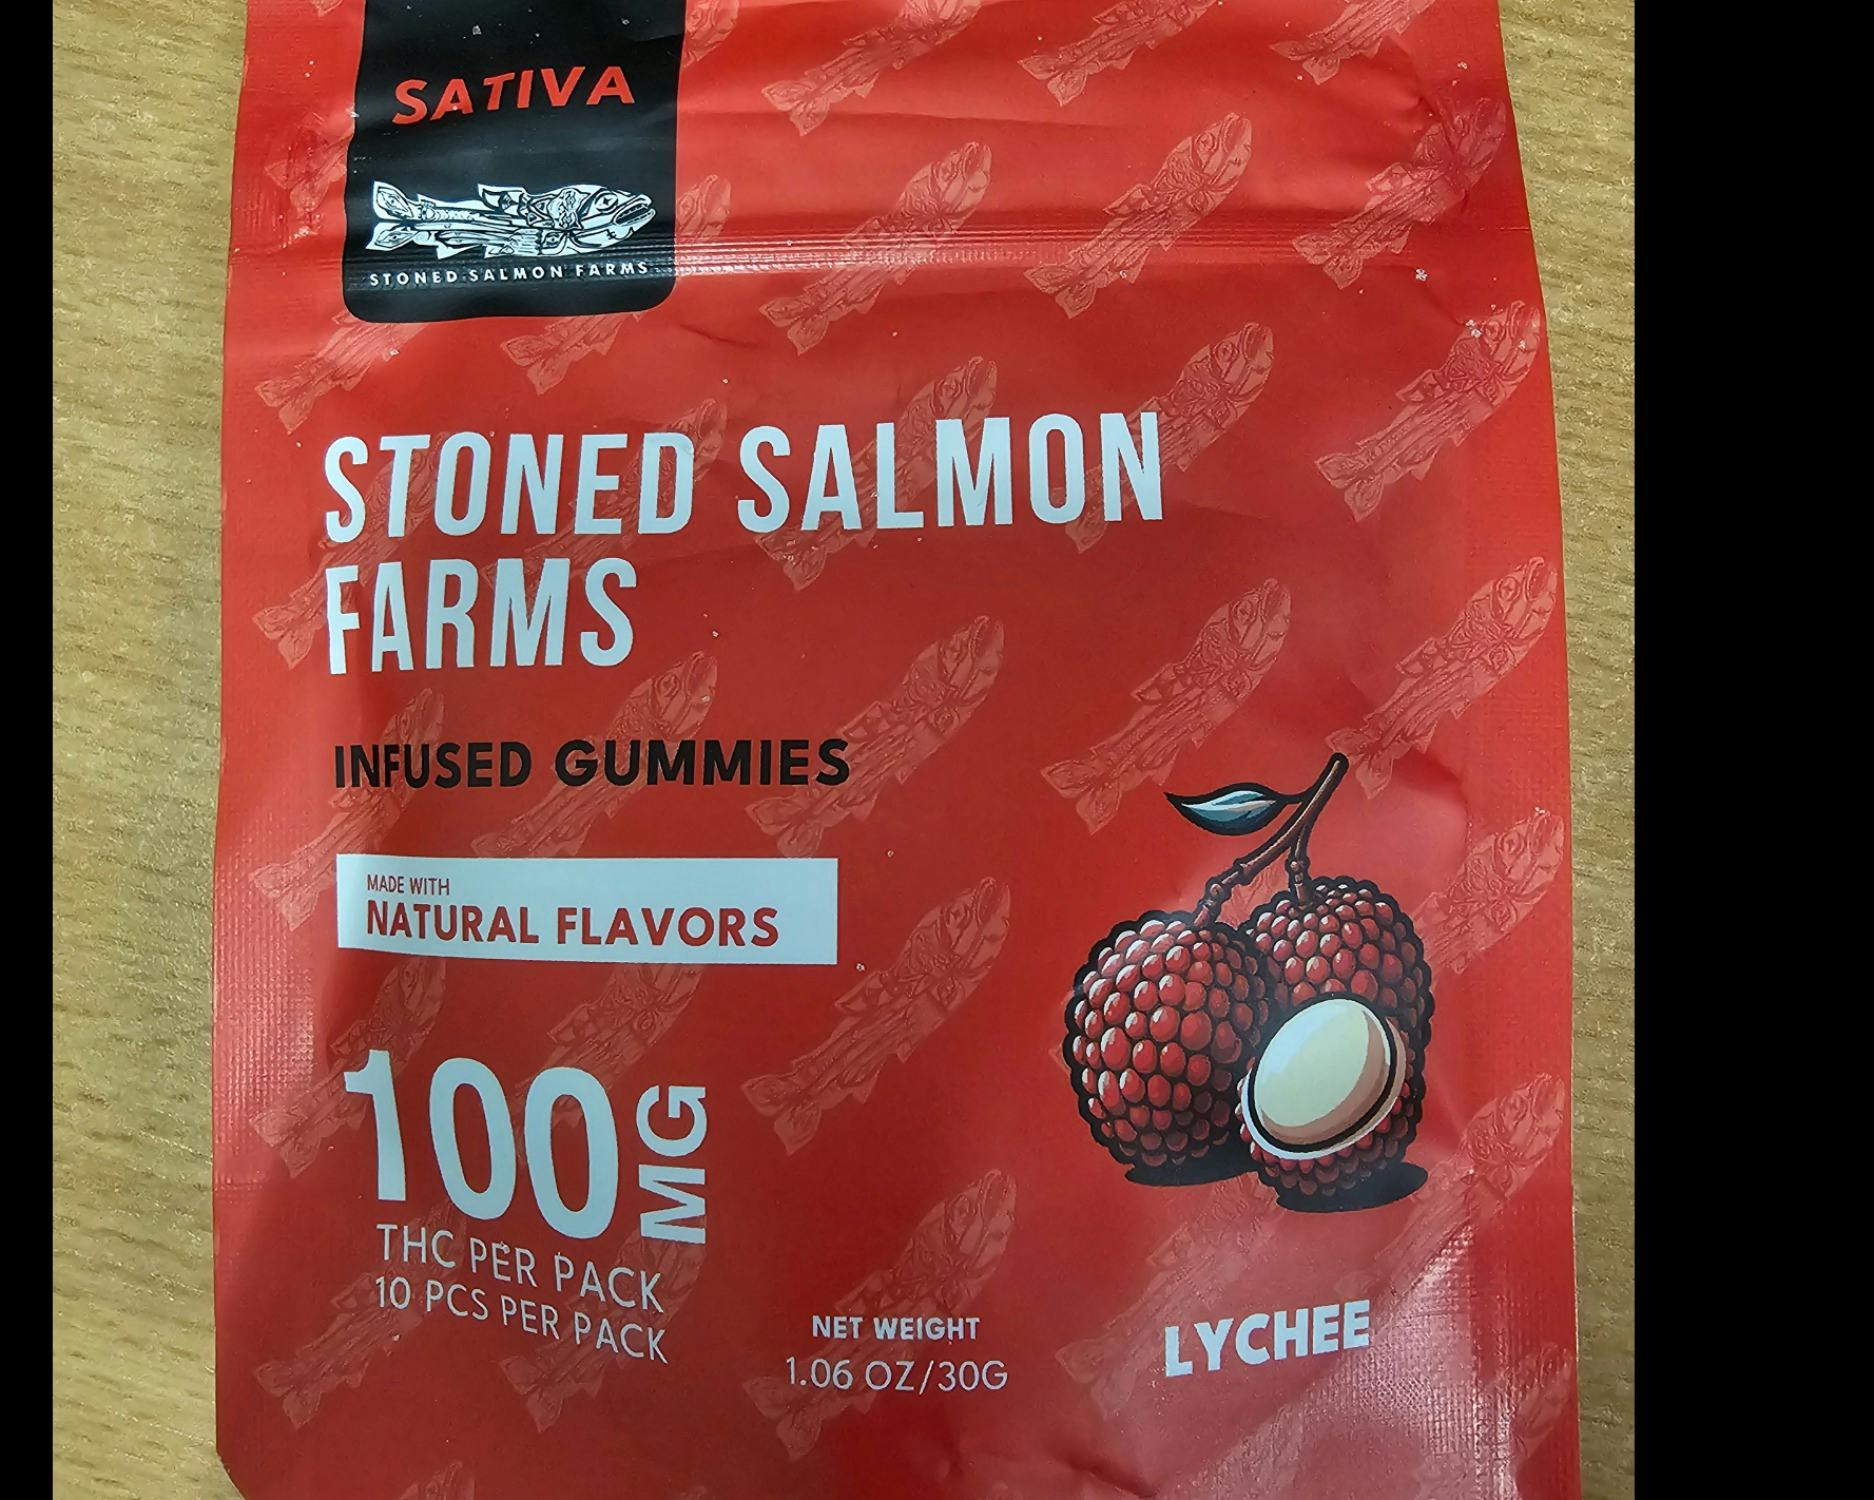 SATIVA
STONED SALMON FARMS
STONED SALMON
FARMS
INFUSED GUMMIES
MADE WITH
NATURAL FLAVORS
100 MG
THC PER PACK
10 PCS PER PACK
NET WEIGHT
1.06 OZ/30G
LYCHEE